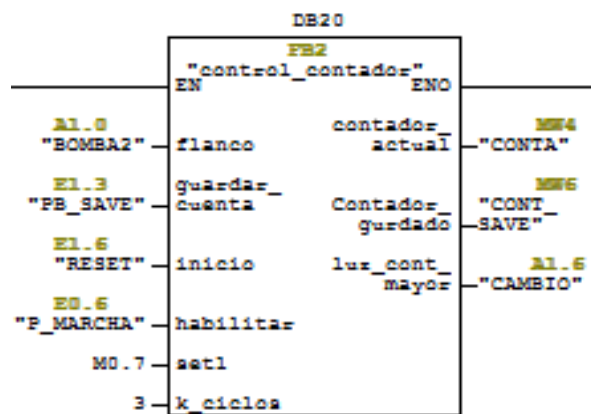 DB20
FB2
"control_contador"
EN ENO
A1.0 contador_ MW4
"BOMBA2" flanco actual "CONTA"
E1.3 guardar_ MW6
"PB_SAVE" cuenta Contador_ "CONT_
gurdado SAVE"
E1.6
"RESET" inicio luz_cont_ A1.6
mayor "CAMBIO"
E0.6
"P_MARCHA" habilitar
M0.7 set1
3 k_ciclos